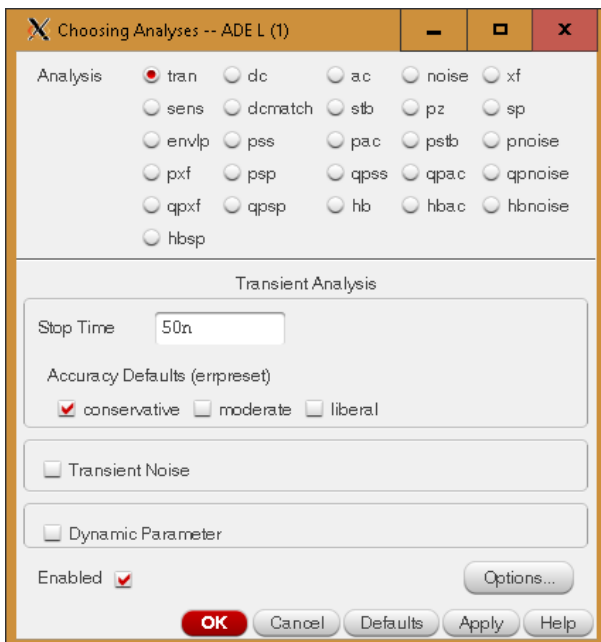 Choosing Analyses -- ADE L (1)
Analysis tran dc ac noise xf
sens dcmatch stb pz sp
envlp pss pac pstb pnoise
pxf psp qpss qpac qpnoise
qpxf qpsp hb hbac hbnoise
hbsp
Transient Analysis
Stop Time 50n
Accuracy Defaults (errpreset)
conservative moderate liberal
Transient Noise
Dynamic Parameter
Enabled Options...
OK Cancel Defaults Apply Help